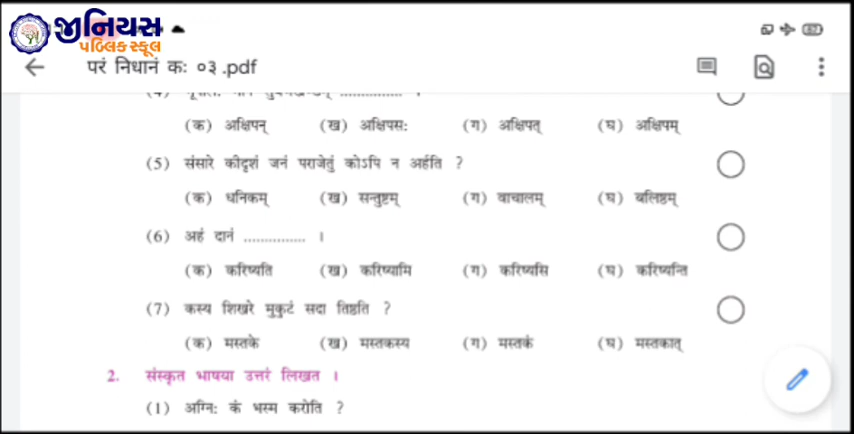 જીનિયસ
પબ્લિક સ્કૂલ
परं निधानं कः ०३.pdf
(4)
(क) अक्षिपन् (ख) अक्षिपसः (ग) अक्षिपत् (घ) अक्षिपम्
(5) संसारे कीदृशं जनं पराजेतुं कोऽपि न अर्हति ?
(क) धनिकम् (ख) सन्तुष्टम् (ग) वाचालम् (घ) बलिष्ठम्
(6) अहं दानं ............... ।
(क) करिष्यति (ख) करिष्यामि (ग) करिष्यसि (घ) करिष्यन्ति
(7) कस्य शिखरे मुकुटं सदा तिष्ठति ?
(क) मस्तके (ख) मस्तकस्य (ग) मस्तकं (घ) मस्तकात्
2. संस्कृत भाषया उत्तरं लिखत ।
(1) अग्निः कं भस्म करोति ?